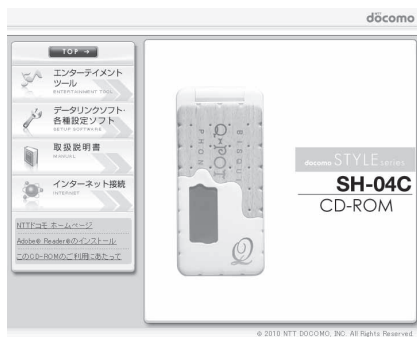 döcomo
TOP →
エンターテイメント
ツール
ENTERTAINMENT TOOL
データリンクソフト・
各種設定ソフト
SETUP SOFTWARE
取扱説明書
MANUAL
インターネット接続
INTERNET
NTTドコモ ホームページ
Adobe® Reader®のインストール
このCD-ROMのご利用にあたって
Q-POT.
PHONE
BISCUIT
Q
docomo STYLE series
SH-04C
CD-ROM
© 2010 NTT DOCOMO, INC. All Rights Reserved.